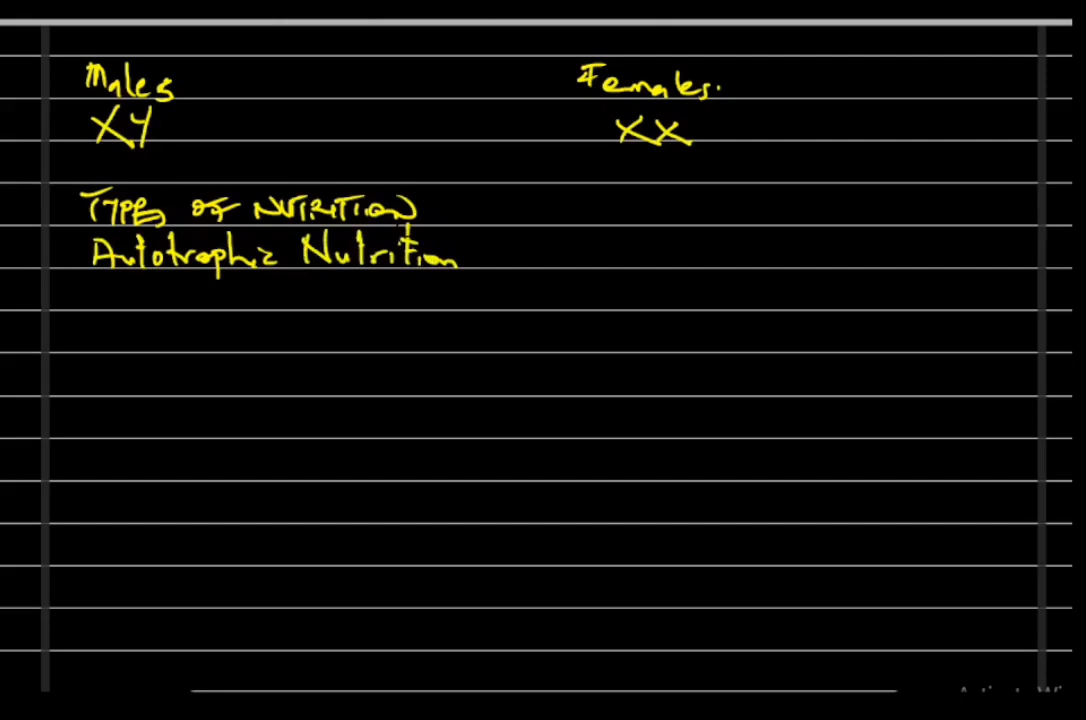 Males Females.
XY XX
TYPES OF NUTRITION
Autotrophic Nutrition